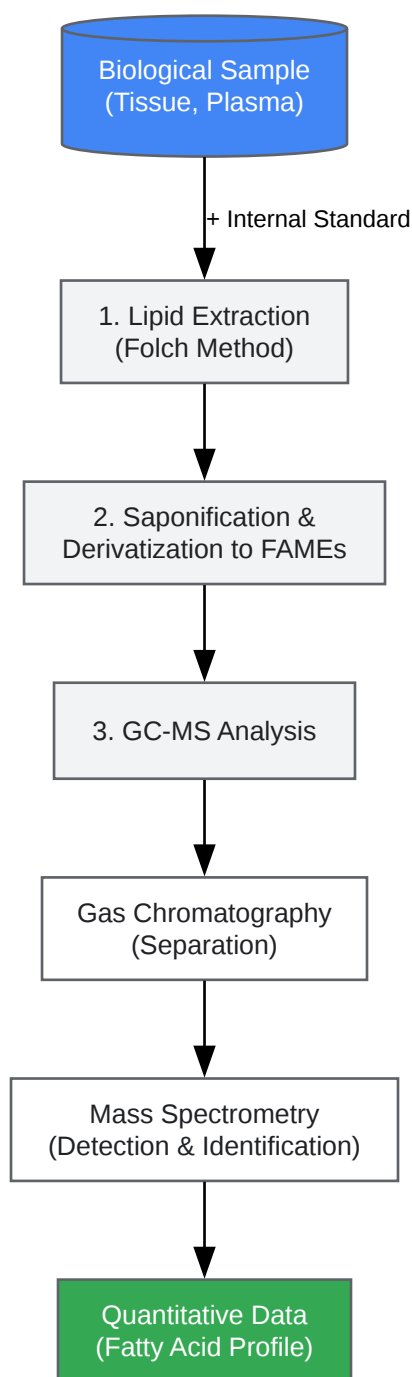 Biological Sample
(Tissue, Plasma)
+ Internal Standard
1. Lipid Extraction
(Folch Method)
2. Saponification &
Derivatization to FAMEs
3. GC-MS Analysis
Gas Chromatography
(Separation)
Mass Spectrometry
(Detection & Identification)
Quantitative Data
(Fatty Acid Profile)